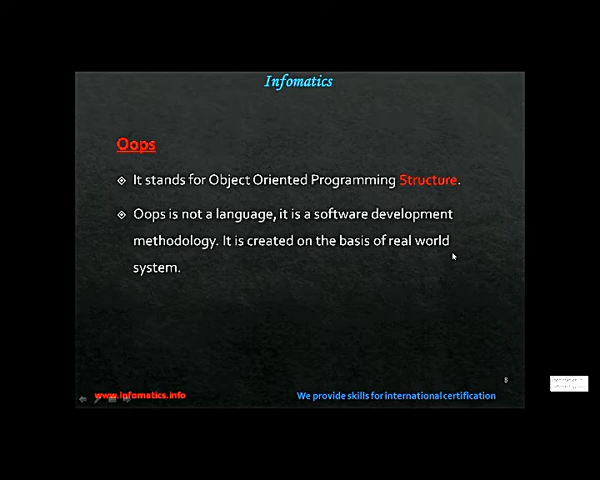 Infomatics
Oops
It stands for Object Oriented Programming Structure.
Oops is not a language, it is a software development
methodology. It is created on the basis of real world
system.
8
www.infomatics.info
We provide skills for international certification